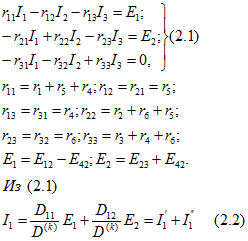 r₁₁I₁-r₁₂I₂-r₁₃I₃=E₁;
-r₂₁I₁+r₂₂I₂-r₂₃I₃=E₂; (2.1)
-r₃₁I₁-r₃₂I₂+r₃₃I₃=0,
r₁₁=r₁+r₅+r₄; r₁₂=r₂₁=r₅;
r₁₃=r₃₁=r₄; r₂₂=r₂+r₆+r₅;
r₂₃=r₃₂=r₆; r₃₃=r₃+r₄+r₆;
E₁=E₁₂-E₄₂; E₂=E₂₃+E₄₂.
Из (2.1)
I₁=D₁₁/D⁽ᵏ⁾ E₁+D₁₂/D⁽ᵏ⁾ E₂=I₁'+I₁" (2.2)